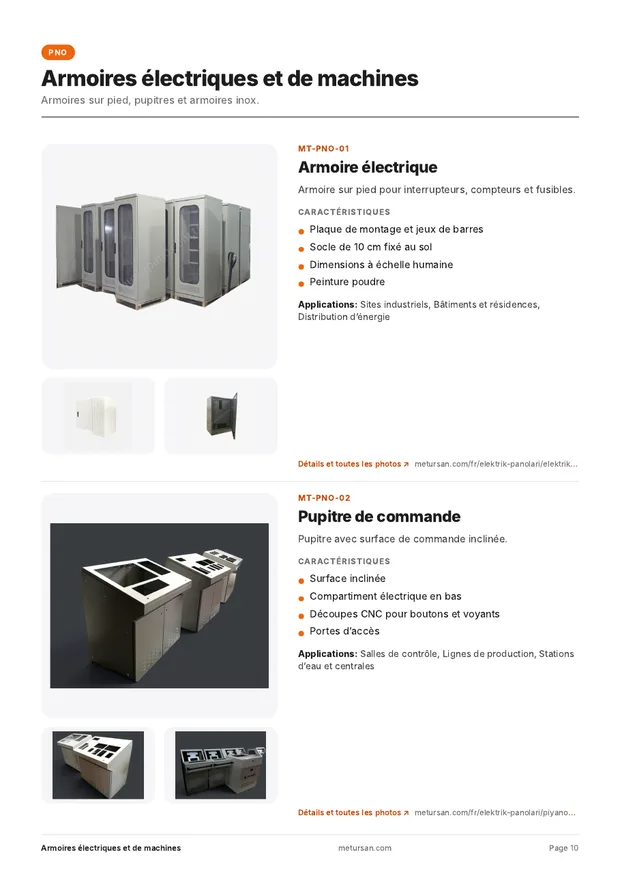 PNO
Armoires électriques et de machines
Armoires sur pied, pupitres et armoires inox.
MT-PNO-01
Armoire électrique
Armoire sur pied pour interrupteurs, compteurs et fusibles.
CARACTÉRISTIQUES
Plaque de montage et jeux de barres
Socle de 10 cm fixé au sol
Dimensions à échelle humaine
Peinture poudre
Applications: Sites industriels, Bâtiments et résidences,
Distribution d’énergie
Détails et toutes les photos ↗ metursan.com/fr/elektrik-panolari/elektrik…
MT-PNO-02
Pupitre de commande
Pupitre avec surface de commande inclinée.
CARACTÉRISTIQUES
Surface inclinée
Compartiment électrique en bas
Découpes CNC pour boutons et voyants
Portes d’accès
Applications: Salles de contrôle, Lignes de production, Stations
d’eau et centrales
Détails et toutes les photos ↗ metursan.com/fr/elektrik-panolari/piyano…
Armoires électriques et de machines
metursan.com
Page 10